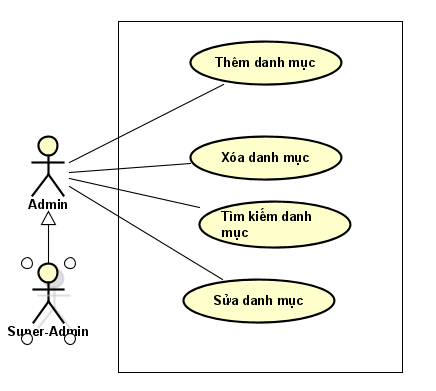 Thêm danh mục
Xóa danh mục
Admin
Tìm kiếm danh
mục
Sửa danh mục
Super-Admin